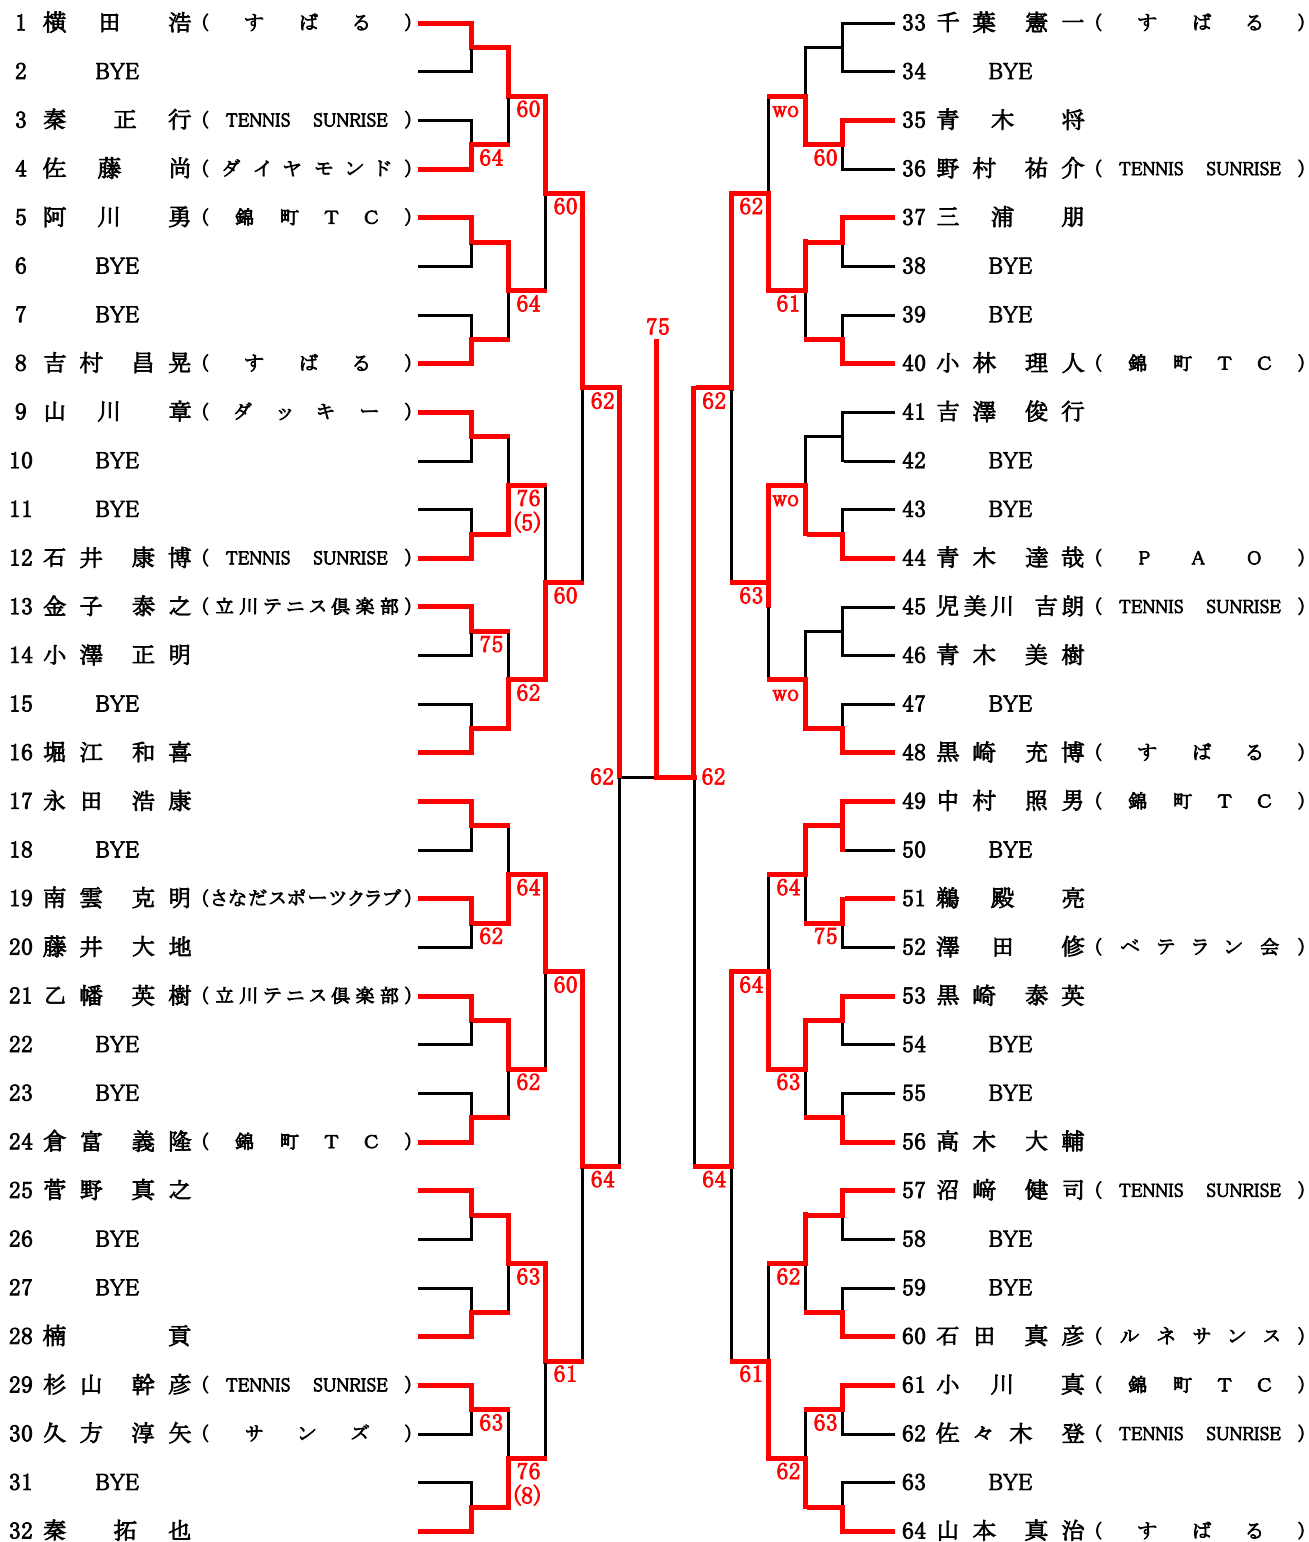 1 横田 浩 ( すばる )
2 BYE
3 秦 正行 ( TENNIS SUNRISE )
4 佐藤 尚 ( ダイヤモンド )
5 阿川 勇 ( 錦町TC )
6 BYE
7 BYE
8 吉村 昌晃 ( すばる )
9 山川 章 ( ダッキー )
10 BYE
11 BYE
12 石井 康博 ( TENNIS SUNRISE )
13 金子 泰之 (立川テニス倶楽部)
14 小澤 正明
15 BYE
16 堀江 和喜
17 永田 浩康
18 BYE
19 南雲 克明 (さなだスポーツクラブ)
20 藤井 大地
21 乙幡 英樹 (立川テニス倶楽部)
22 BYE
23 BYE
24 倉富 義隆 ( 錦町TC )
25 菅野 真之
26 BYE
27 BYE
28 楠 貢
29 杉山 幹彦 ( TENNIS SUNRISE )
30 久方 淳矢 ( サンズ )
31 BYE
32 秦 拓也
64
60
64
76
(5)
75
62
64
62
62
63
63
76
(8)
60
60
60
61
62
64
62
75
62
62
64
62
63
64
61
wo
61
wo
wo
64
63
62
62
60
75
63
33 千葉 憲一 ( すばる )
34 BYE
35 青木 将
36 野村 祐介 ( TENNIS SUNRISE )
37 三浦 朋
38 BYE
39 BYE
40 小林 理人 ( 錦町TC )
41 吉澤 俊行
42 BYE
43 BYE
44 青木 達哉 ( PAO )
45 児美川 吉朗 ( TENNIS SUNRISE )
46 青木 美樹
47 BYE
48 黒崎 充博 ( すばる )
49 中村 照男 ( 錦町TC )
50 BYE
51 鵜殿 亮
52 澤田 修 ( ベテラン会 )
53 黒崎 泰英
54 BYE
55 BYE
56 高木 大輔
57 沼﨑 健司 ( TENNIS SUNRISE )
58 BYE
59 BYE
60 石田 真彦 ( ルネサンス )
61 小川 真 ( 錦町TC )
62 佐々木 登 ( TENNIS SUNRISE )
63 BYE
64 山本 真治 ( すばる )